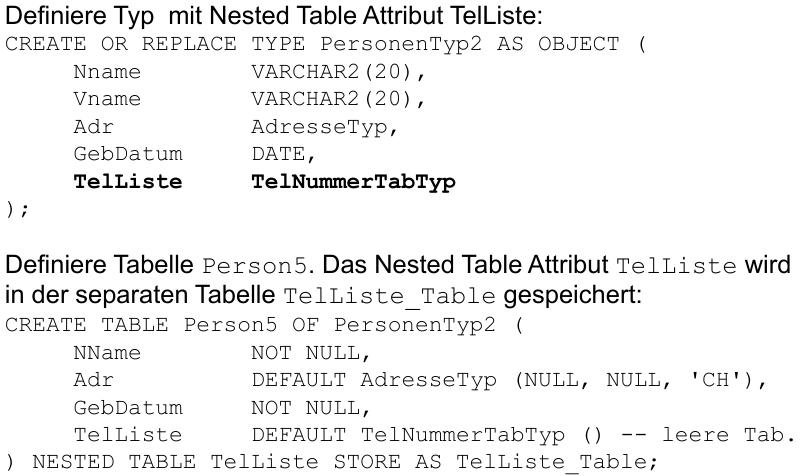 Definiere Typ mit Nested Table Attribut TelListe:
CREATE OR REPLACE TYPE PersonenTyp2 AS OBJECT (
Nname VARCHAR2(20),
Vname VARCHAR2(20),
Adr AdresseTyp,
GebDatum DATE,
TelListe TelNummerTabTyp
);
Definiere Tabelle Person5. Das Nested Table Attribut TelListe wird
in der separaten Tabelle TelListe_Table gespeichert:
CREATE TABLE Person5 OF PersonenTyp2 (
NName NOT NULL,
Adr DEFAULT AdresseTyp (NULL, NULL, 'CH'),
GebDatum NOT NULL,
TelListe DEFAULT TelNummerTabTyp () -- leere Tab.
) NESTED TABLE TelListe STORE AS TelListe_Table;